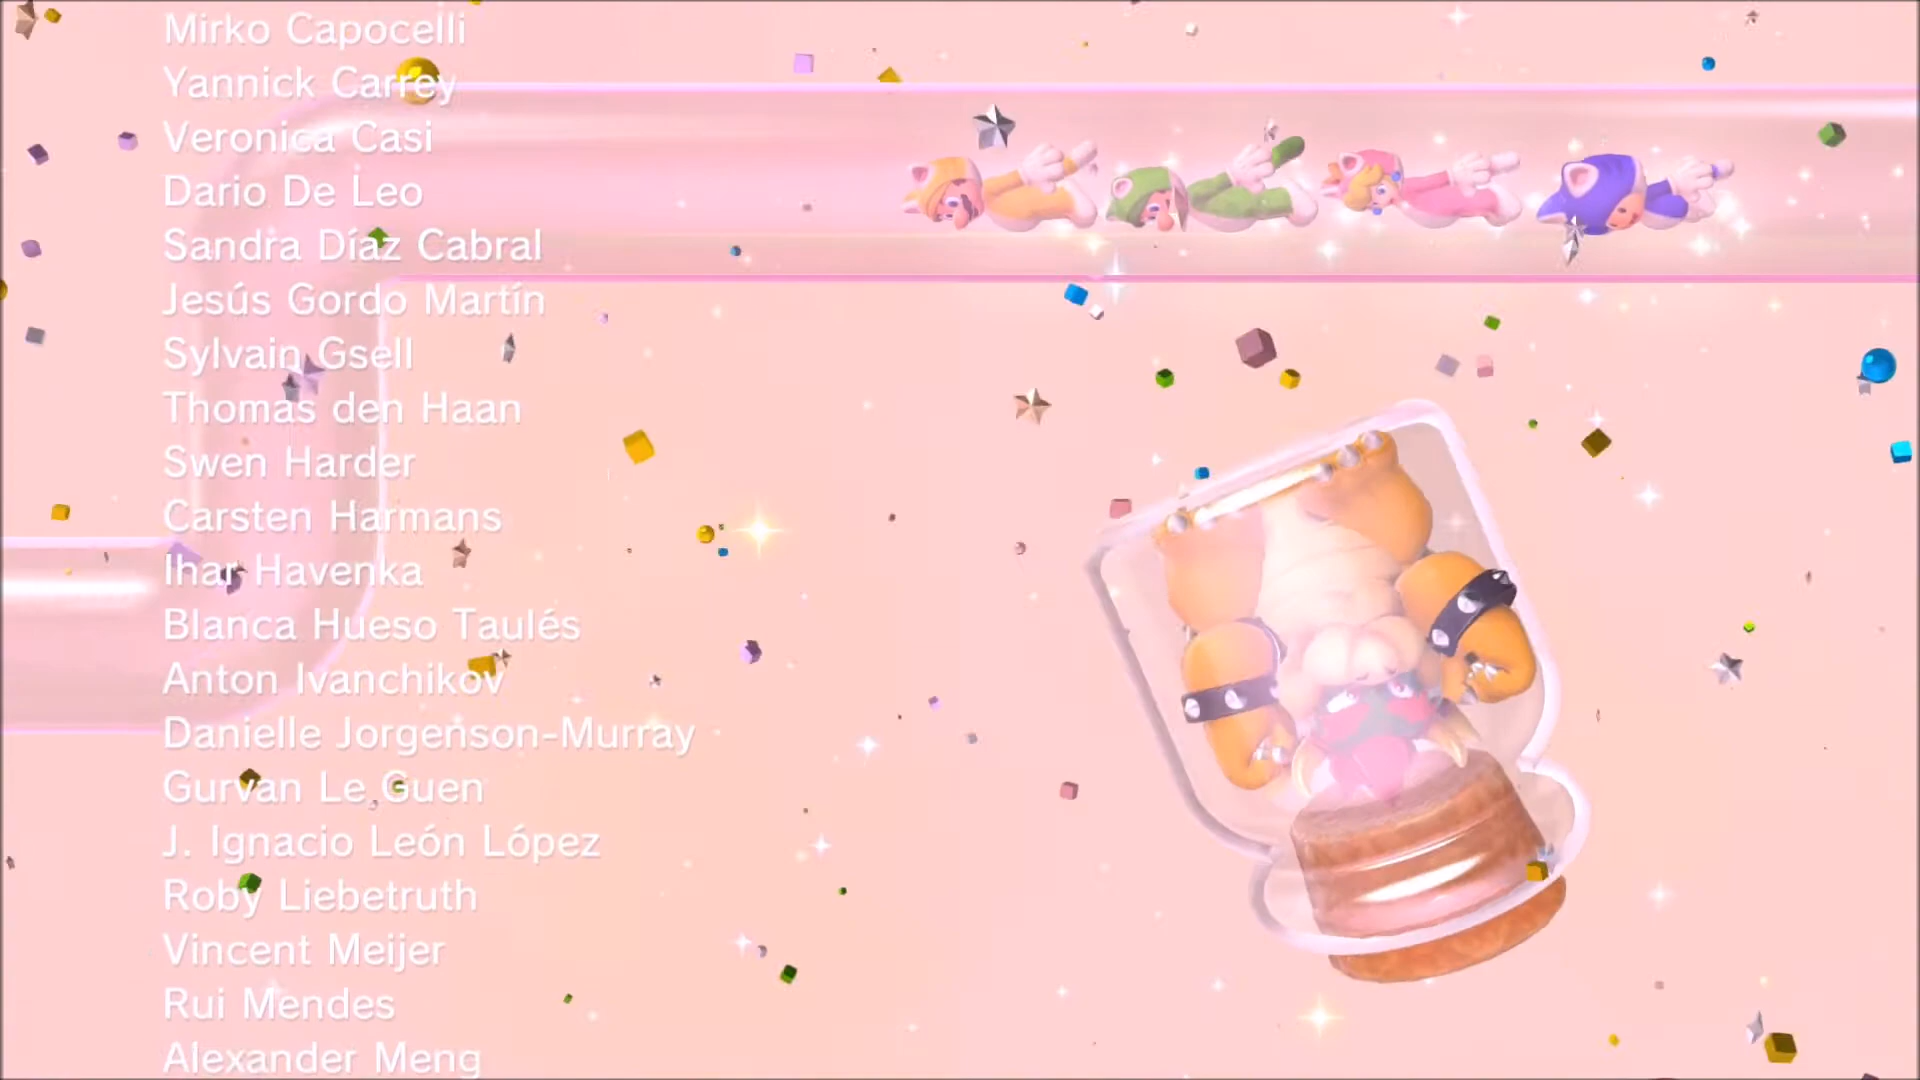 Mirko Capocelli
Yannick Carrey
Veronica Casi
Dario De Leo
Sandra Díaz Cabral
Jesús Gordo Martín
Sylvain Gsell
Thomas den Haan
Swen Harder
Carsten Harmans
Ihar Havenka
Blanca Hueso Taulés
Anton Ivanchikov
Danielle Jorgenson-Murray
Gurvan Le Guen
J. Ignacio León López
Roby Liebetruth
Vincent Meijer
Rui Mendes
Alexander Meng